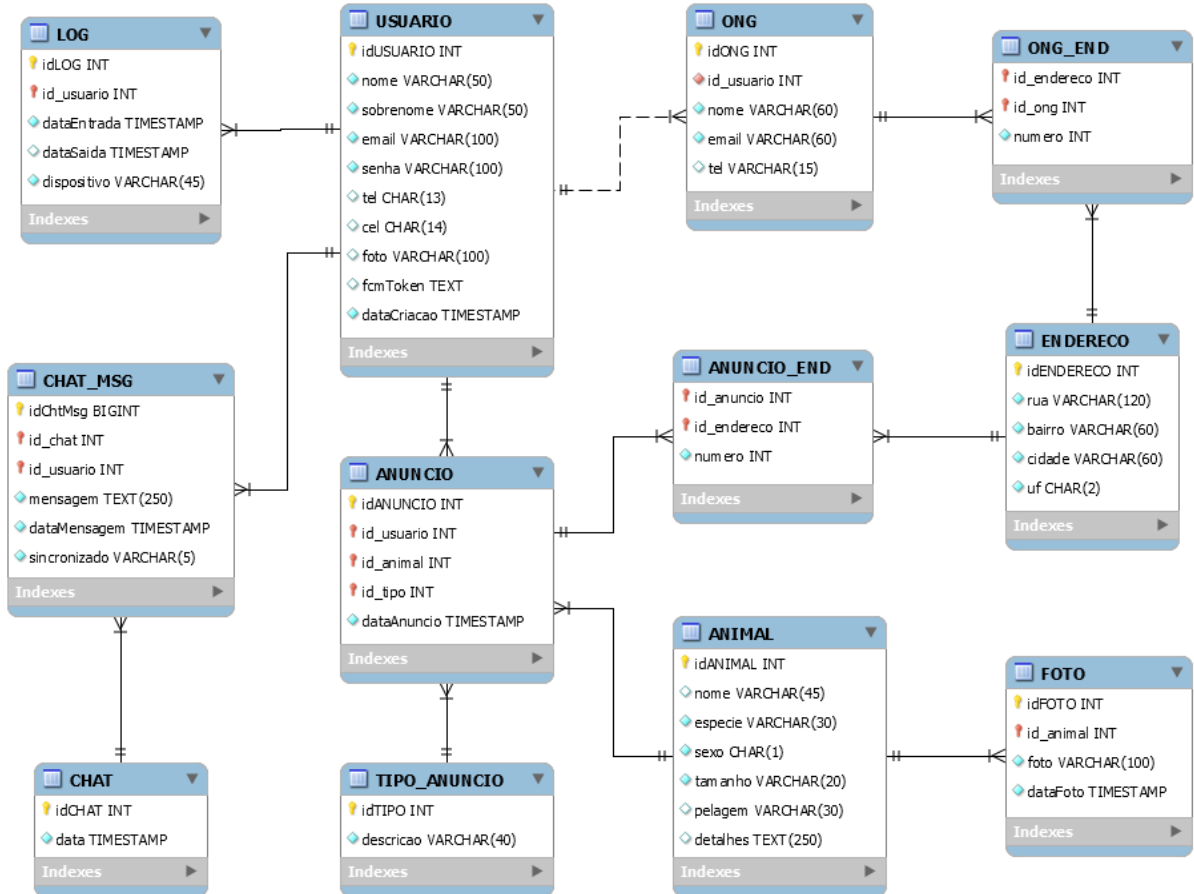 LOG
idLOG INT
id_usuario INT
dataEntrada TIMESTAMP
dataSaida TIMESTAMP
dispositivo VARCHAR(45)
Indexes
USUARIO
idUSUARIO INT
nome VARCHAR(50)
sobrenome VARCHAR(50)
email VARCHAR(100)
senha VARCHAR(100)
tel CHAR(13)
cel CHAR(14)
foto VARCHAR(100)
fcmToken TEXT
dataCriacao TIMESTAMP
Indexes
ONG
idONG INT
id_usuario INT
nome VARCHAR(60)
email VARCHAR(60)
tel VARCHAR(15)
Indexes
ONG_END
id_endereco INT
id_ong INT
numero INT
Indexes
CHAT_MSG
idChtMsg BIGINT
id_chat INT
id_usuario INT
mensagem TEXT(250)
dataMensagem TIMESTAMP
sincronizado VARCHAR(5)
Indexes
ANUNCIO
idANUNCIO INT
id_usuario INT
id_animal INT
id_tipo INT
dataAnuncio TIMESTAMP
Indexes
ANUNCIO_END
id_anuncio INT
id_endereco INT
numero INT
Indexes
ENDERECO
idENDERECO INT
rua VARCHAR(120)
bairro VARCHAR(60)
cidade VARCHAR(60)
uf CHAR(2)
Indexes
CHAT
idCHAT INT
data TIMESTAMP
Indexes
TIPO_ANUNCIO
idTIPO INT
descricao VARCHAR(40)
Indexes
ANIMAL
idANIMAL INT
nome VARCHAR(45)
especie VARCHAR(30)
sexo CHAR(1)
tamanho VARCHAR(20)
pelagem VARCHAR(30)
detalhes TEXT(250)
Indexes
FOTO
idFOTO INT
id_animal INT
foto VARCHAR(100)
dataFoto TIMESTAMP
Indexes